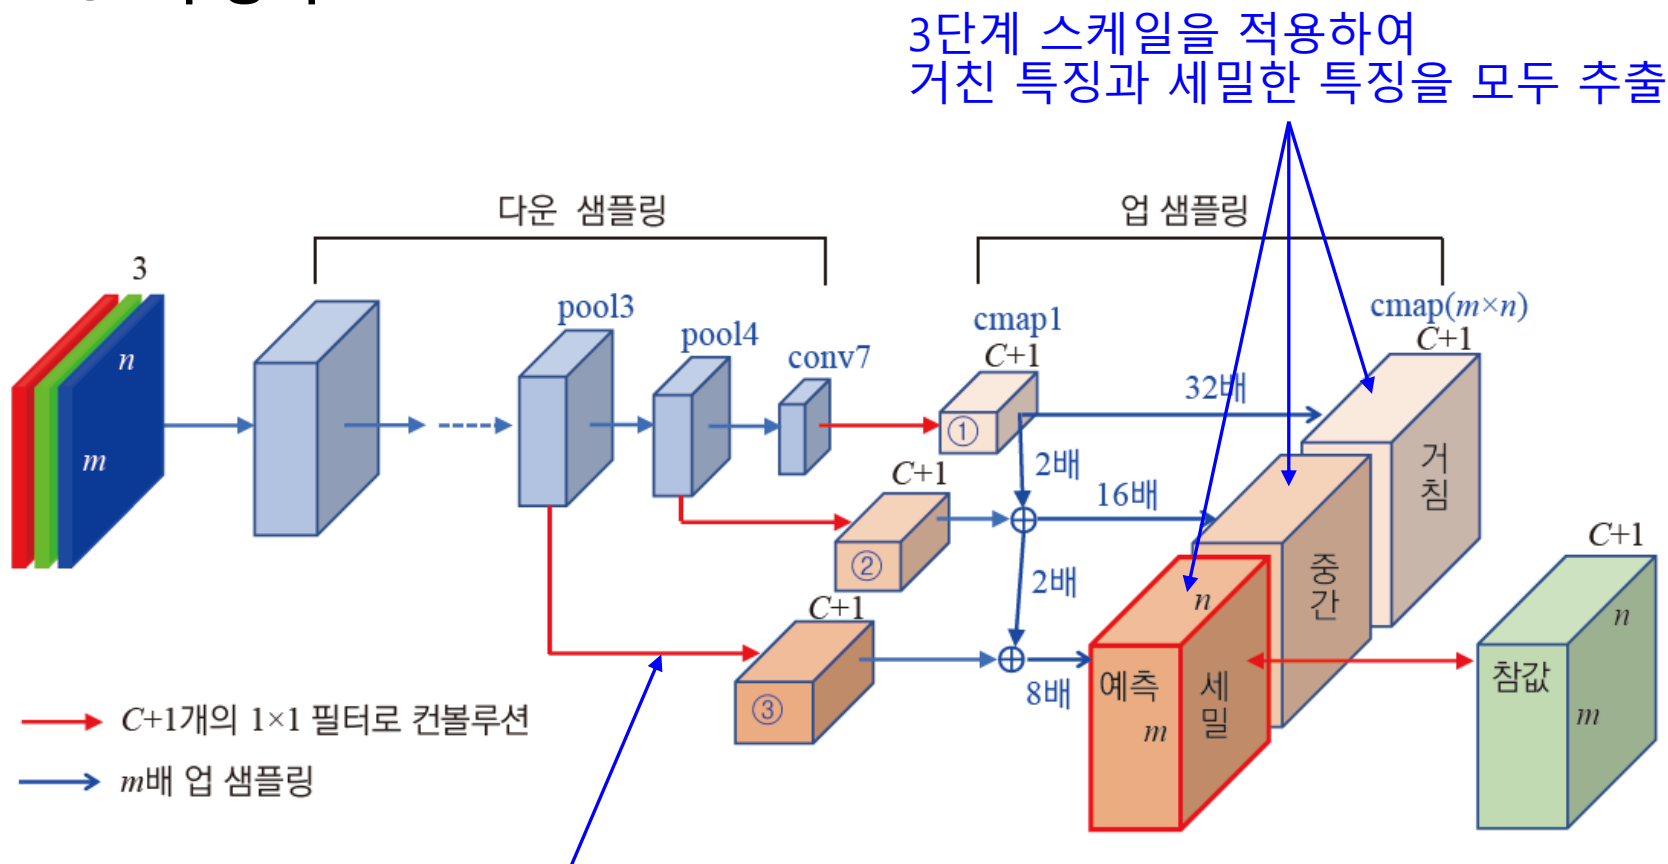 3단계 스케일을 적용하여
거친 특징과 세밀한 특징을 모두 추출
다운 샘플링
업 샘플링
3
n
m
pool3
pool4
conv7
cmap1
C+1
①
32배
cmap(m×n)
C+1
거침
2배
C+1
②
16배
중간
2배
C+1
③
8배
예측
n
m
세밀
C+1
참값
n
m
C+1개의 1×1 필터로 컨볼루션
m배 업 샘플링